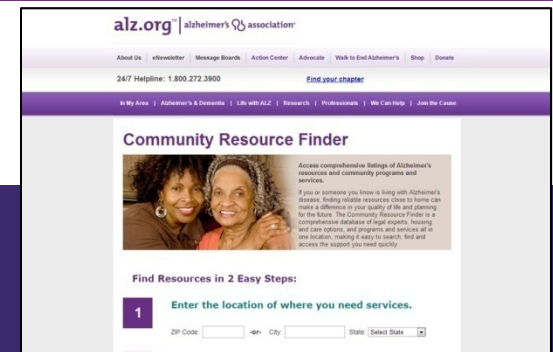 alz.org™ | alzheimer's association®
About Us eNewsletter Message Boards Action Center Advocate Walk to End Alzheimer's Shop Donate
24/7 Helpline: 1.800.272.3900 Find your chapter
In My Area | Alzheimer's & Dementia | Life with ALZ | Research | Professionals | We Can Help | Join the Cause
Community Resource Finder
Access comprehensive listings of Alzheimer's
resources and community programs and
services.
If you or someone you know is living with Alzheimer's
disease, finding reliable resources close to home can
make a difference in your quality of life and planning
for the future. The Community Resource Finder is a
comprehensive database of legal experts, housing
and care options, and programs and services all in
one location, making it easy to search, find and
access the support you need quickly.
Find Resources in 2 Easy Steps:
1 Enter the location of where you need services.
ZIP Code: -or- City: State: Select State